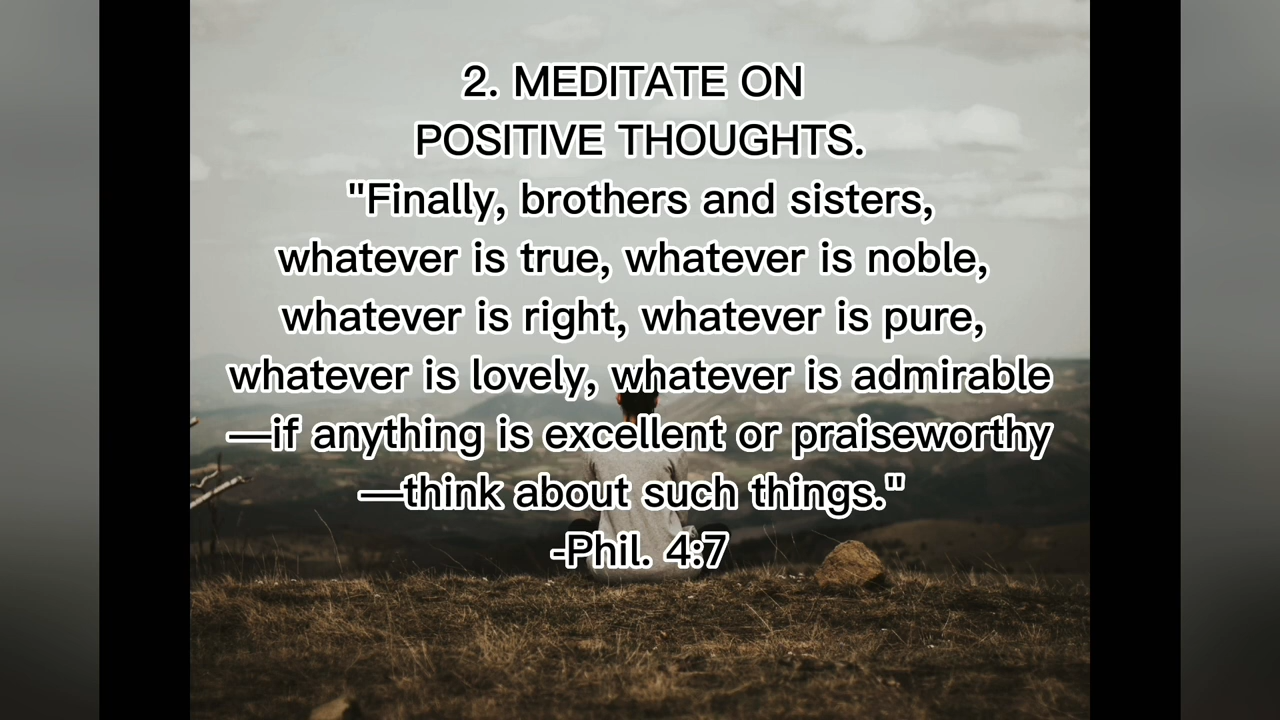 2. MEDITATE ON
POSITIVE THOUGHTS.
"Finally, brothers and sisters,
whatever is true, whatever is noble,
whatever is right, whatever is pure,
whatever is lovely, whatever is admirable
—if anything is excellent or praiseworthy
—think about such things."
-Phil. 4:7